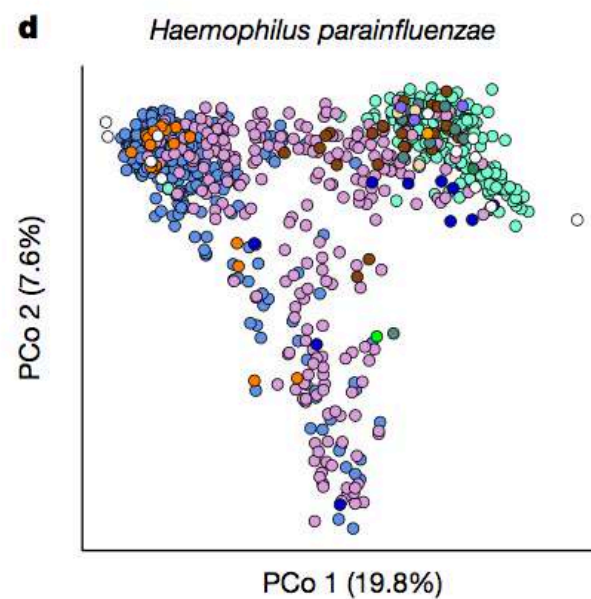 d
Haemophilus parainfluenzae
PCo 2 (7.6%)
PCo 1 (19.8%)